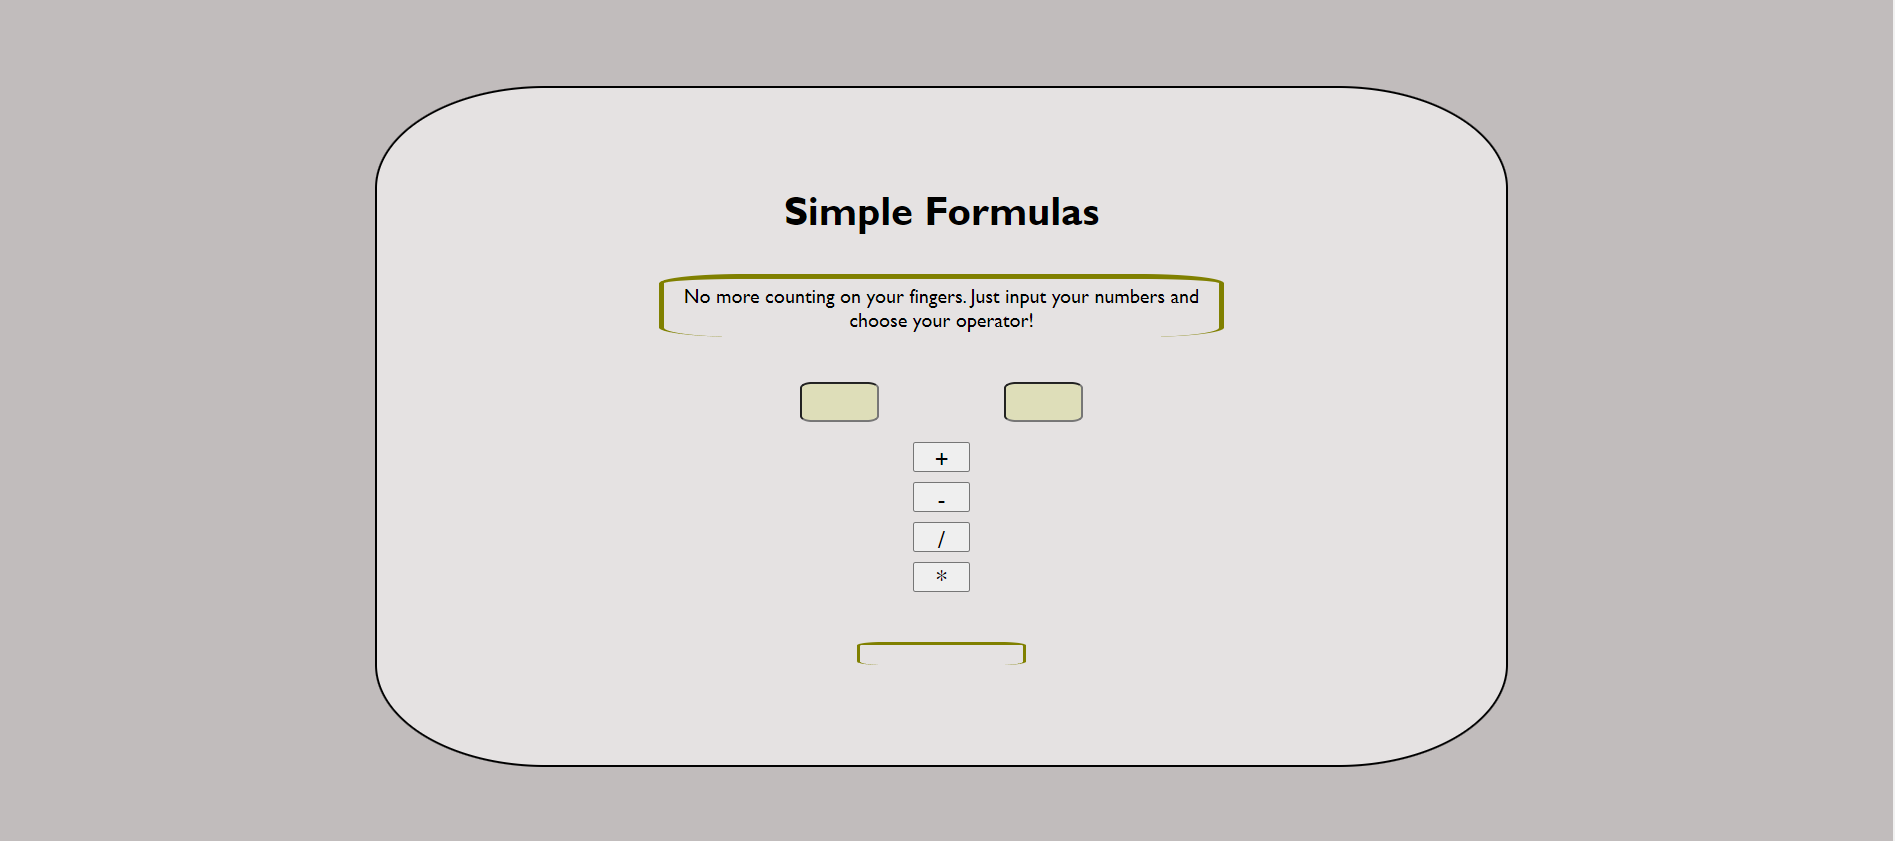 Simple Formulas
No more counting on your fingers. Just input your numbers and
choose your operator!
+
-
/
*